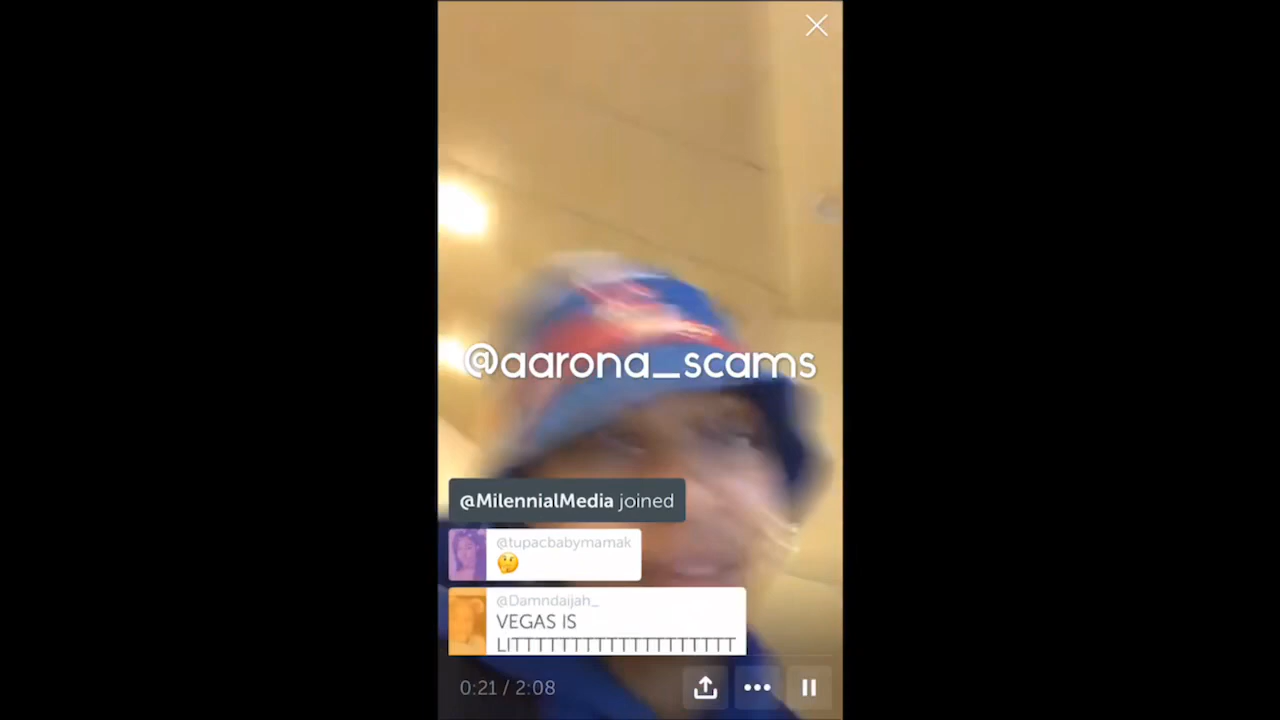 @aarona_scams
@MilennialMedia joined
@tupacbabymamak
🤔
@Damndaijah_
VEGAS IS
LITTTTTTTTTTTTTTTTTTT
0:21 / 2:08